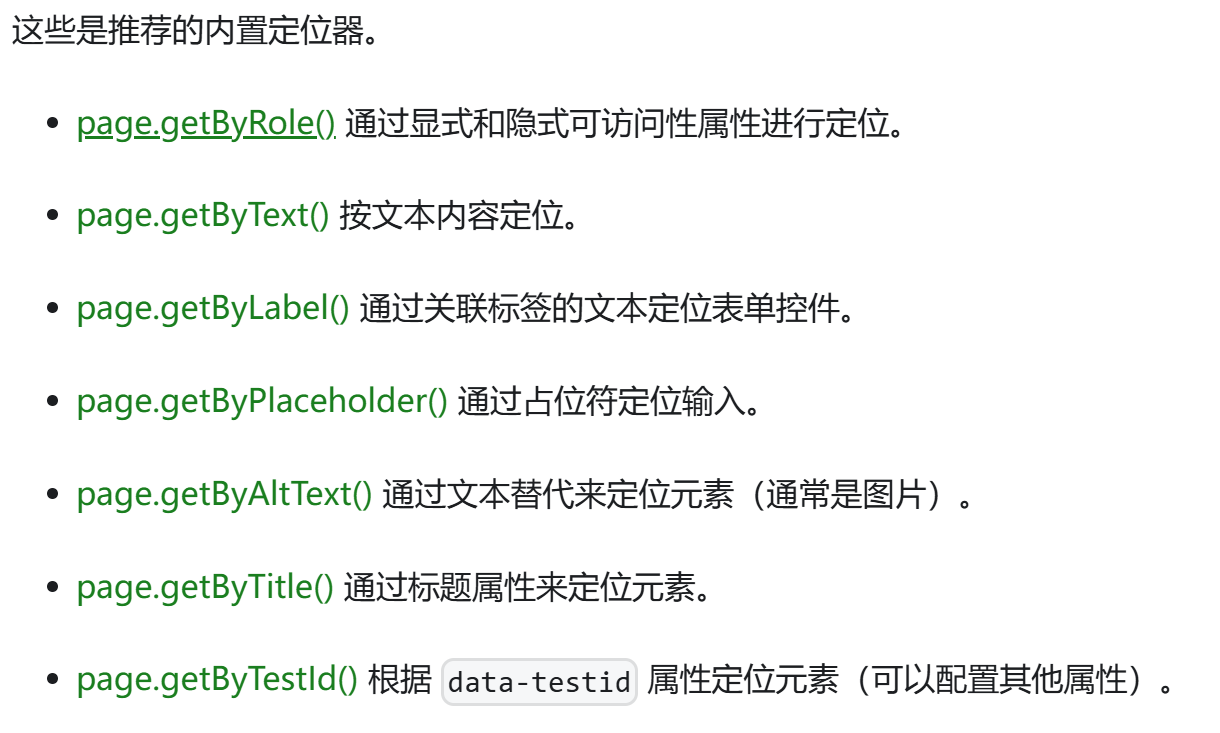 这些是推荐的内置定位器。
page.getByRole() 通过显式和隐式可访问性属性进行定位。
page.getByText() 按文本内容定位。
page.getByLabel() 通过关联标签的文本定位表单控件。
page.getByPlaceholder() 通过占位符定位输入。
page.getByAltText() 通过文本替代来定位元素（通常是图片）。
page.getByTitle() 通过标题属性来定位元素。
page.getByTestId() 根据 data-testid 属性定位元素（可以配置其他属性）。